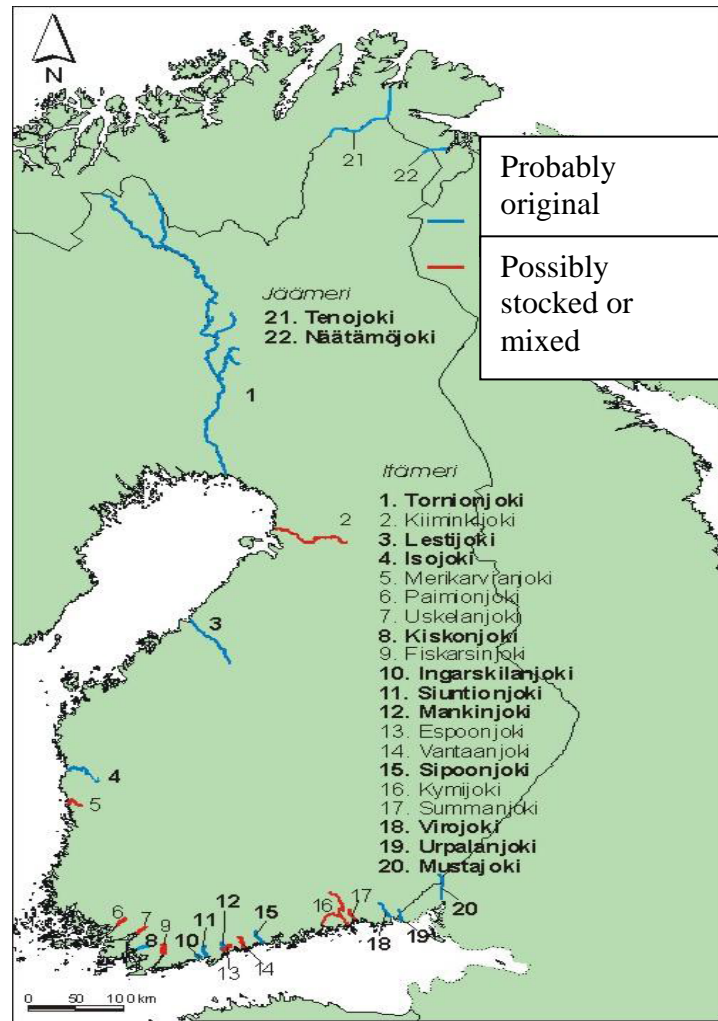 N
21
22
Probably
original
Possibly
stocked or
mixed
Jäämeri
21. Tenojoki
22. Näätämöjoki
1
Itämeri
1. Tornionjoki
2. Kiiminkijoki
3. Lestijoki
4. Isojoki
5. Merikarvianjoki
6. Paimionjoki
7. Uskelanjoki
8. Kiskonjoki
9. Fiskarsinjoki
10. Ingarskilanjoki
11. Siuntionjoki
12. Mankinjoki
13. Espoonjoki
14. Vantaanjoki
15. Sipoonjoki
16. Kymijoki
17. Summanjoki
18. Virojoki
19. Urpalanjoki
20. Mustajoki
2
3
4
5
6
7
8
9
10
11
12
13
14
15
16
17
18
19
20
0 50 100 km